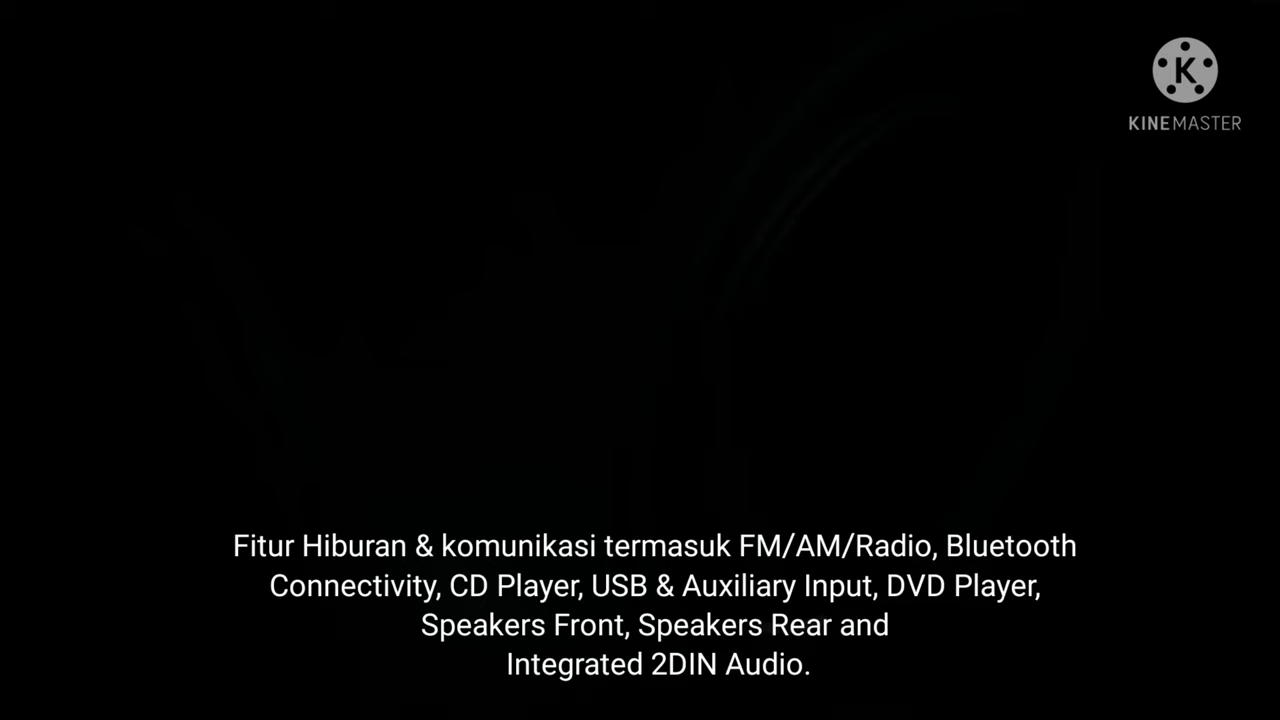 K
KINEMASTER
Fitur Hiburan & komunikasi termasuk FM/AM/Radio, Bluetooth
Connectivity, CD Player, USB & Auxiliary Input, DVD Player,
Speakers Front, Speakers Rear and
Integrated 2DIN Audio.